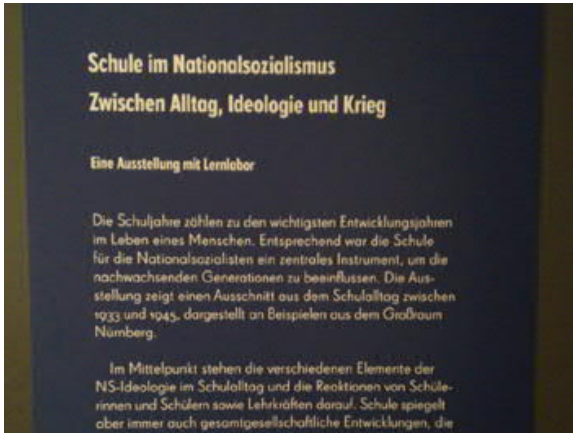 Schule im Nationalsozialismus
Zwischen Alltag, Ideologie und Krieg
Eine Ausstellung mit Lernlabor
Die Schuljahre zählen zu den wichtigsten Entwicklungsjahren
im Leben eines Menschen. Entsprechend war die Schule
für die Nationalsozialisten ein zentrales Instrument, um die
nachwachsenden Generationen zu beeinflussen. Die Aus-
stellung zeigt einen Ausschnitt aus dem Schulalltag zwischen
1933 und 1945, dargestellt an Beispielen aus dem Großraum
Nürnberg.
Im Mittelpunkt stehen die verschiedenen Elemente der
NS-Ideologie im Schulalltag und die Reaktionen von Schüle-
rinnen und Schülern sowie Lehrkräften darauf. Schule spiegelt
aber immer auch gesamtgesellschaftliche Entwicklungen, die